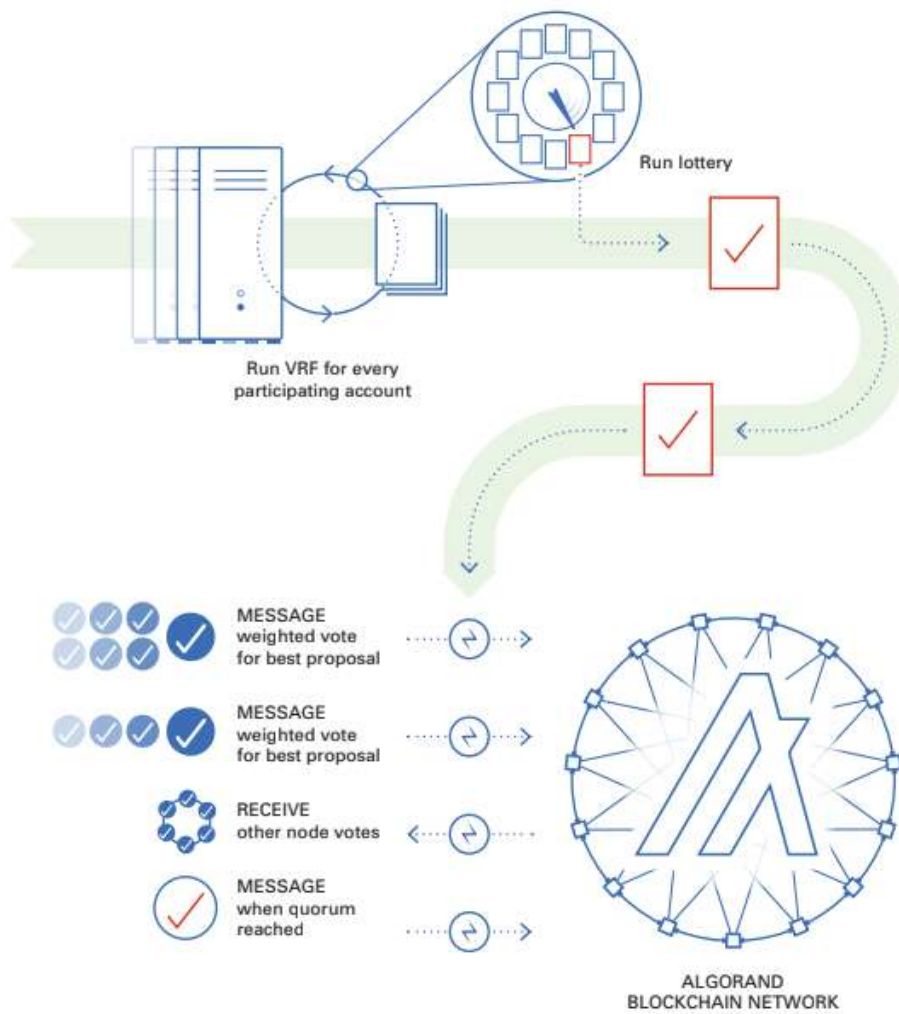 Run lottery
Run VRF for every
participating account
MESSAGE
weighted vote
for best proposal
MESSAGE
weighted vote
for best proposal
RECEIVE
other node votes
MESSAGE
when quorum
reached
ALGORAND
BLOCKCHAIN NETWORK